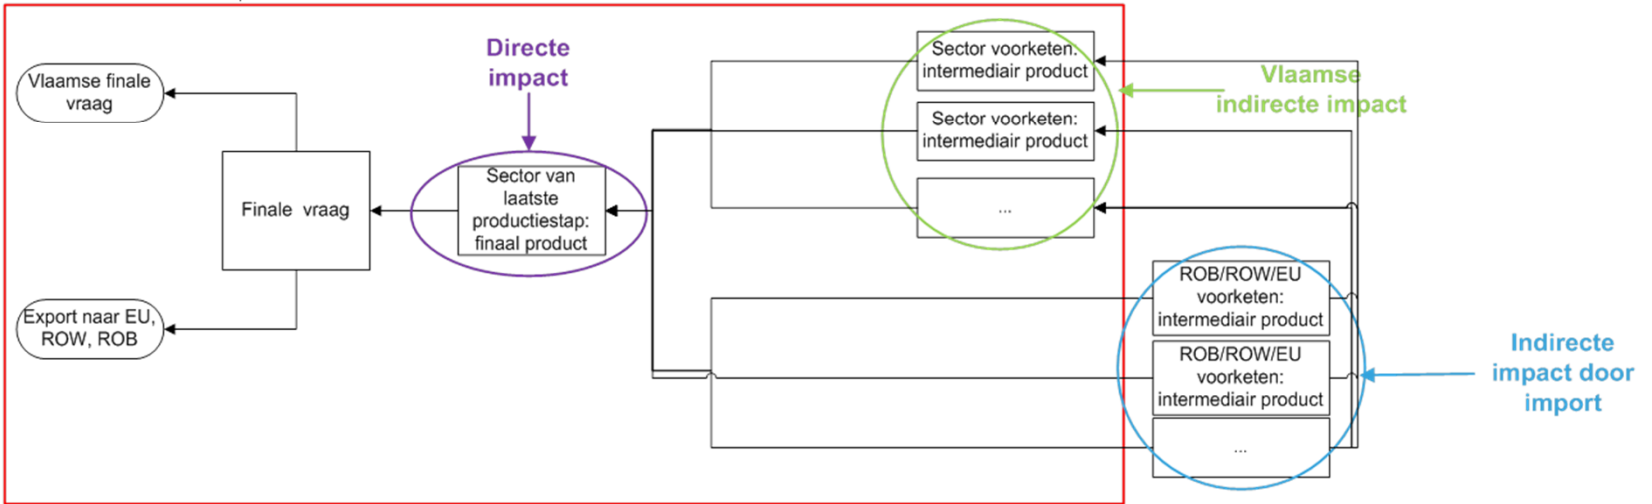 Directe
impact
Vlaamse finale
vraag
Finale vraag
Export naar EU,
ROW, ROB
Sector van
laatste
productiestap:
finaal product
Sector voorketen:
intermediair product
Sector voorketen:
intermediair product
...
Vlaamse
indirecte impact
ROB/ROW/EU
voorketen:
intermediair product
ROB/ROW/EU
voorketen:
intermediair product
...
Indirecte
impact door
import